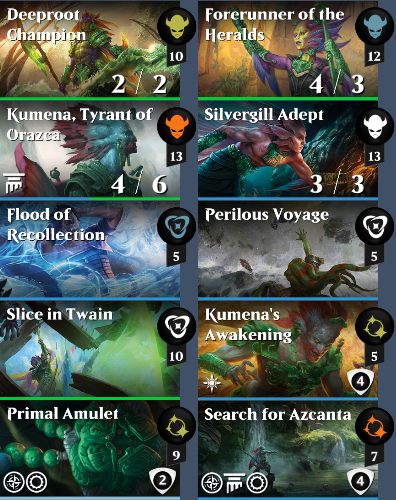 Deeproot
Champion
10
2 / 2
Forerunner of the
Heralds
12
4 / 3
Kumena, Tyrant of
Orazca
13
4 / 6
Silvergill Adept
13
3 / 3
Flood of
Recollection
5
Perilous Voyage
5
Slice in Twain
10
Kumena's
Awakening
5
4
Primal Amulet
9
2
Search for Azcanta
7
4